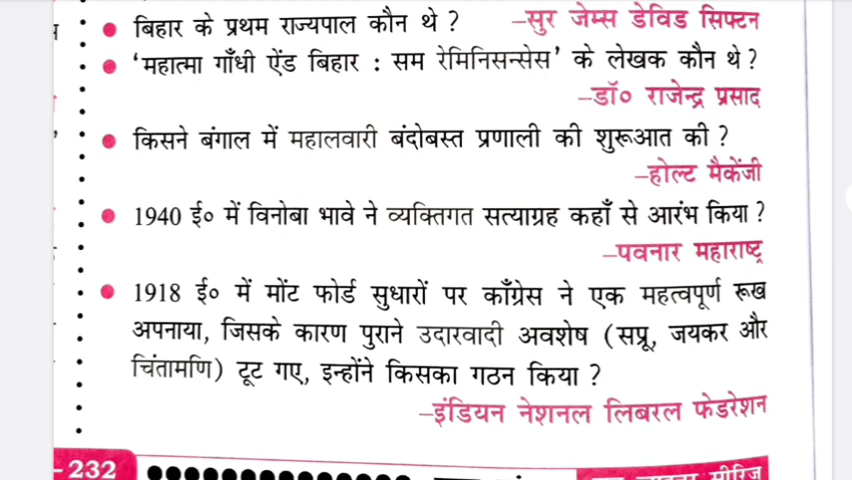 बिहार के प्रथम राज्यपाल कौन थे ? –सुर जेम्स डेविड सिफ्टन
‘महात्मा गाँधी ऐंड बिहार : सम रेमिनिसन्सेस’ के लेखक कौन थे ?
–डॉ० राजेन्द्र प्रसाद
किसने बंगाल में महालवारी बंदोबस्त प्रणाली की शुरूआत की ?
–होल्ट मैकेंजी
1940 ई० में विनोबा भावे ने व्यक्तिगत सत्याग्रह कहाँ से आरंभ किया ?
–पवनार महाराष्ट्र
1918 ई० में मोंट फोर्ड सुधारों पर काँग्रेस ने एक महत्वपूर्ण रूख
अपनाया, जिसके कारण पुराने उदारवादी अवशेष (सप्रू, जयकर और
चिंतामणि) टूट गए, इन्होंने किसका गठन किया ?
–इंडियन नेशनल लिबरल फेडरेशन
- 232